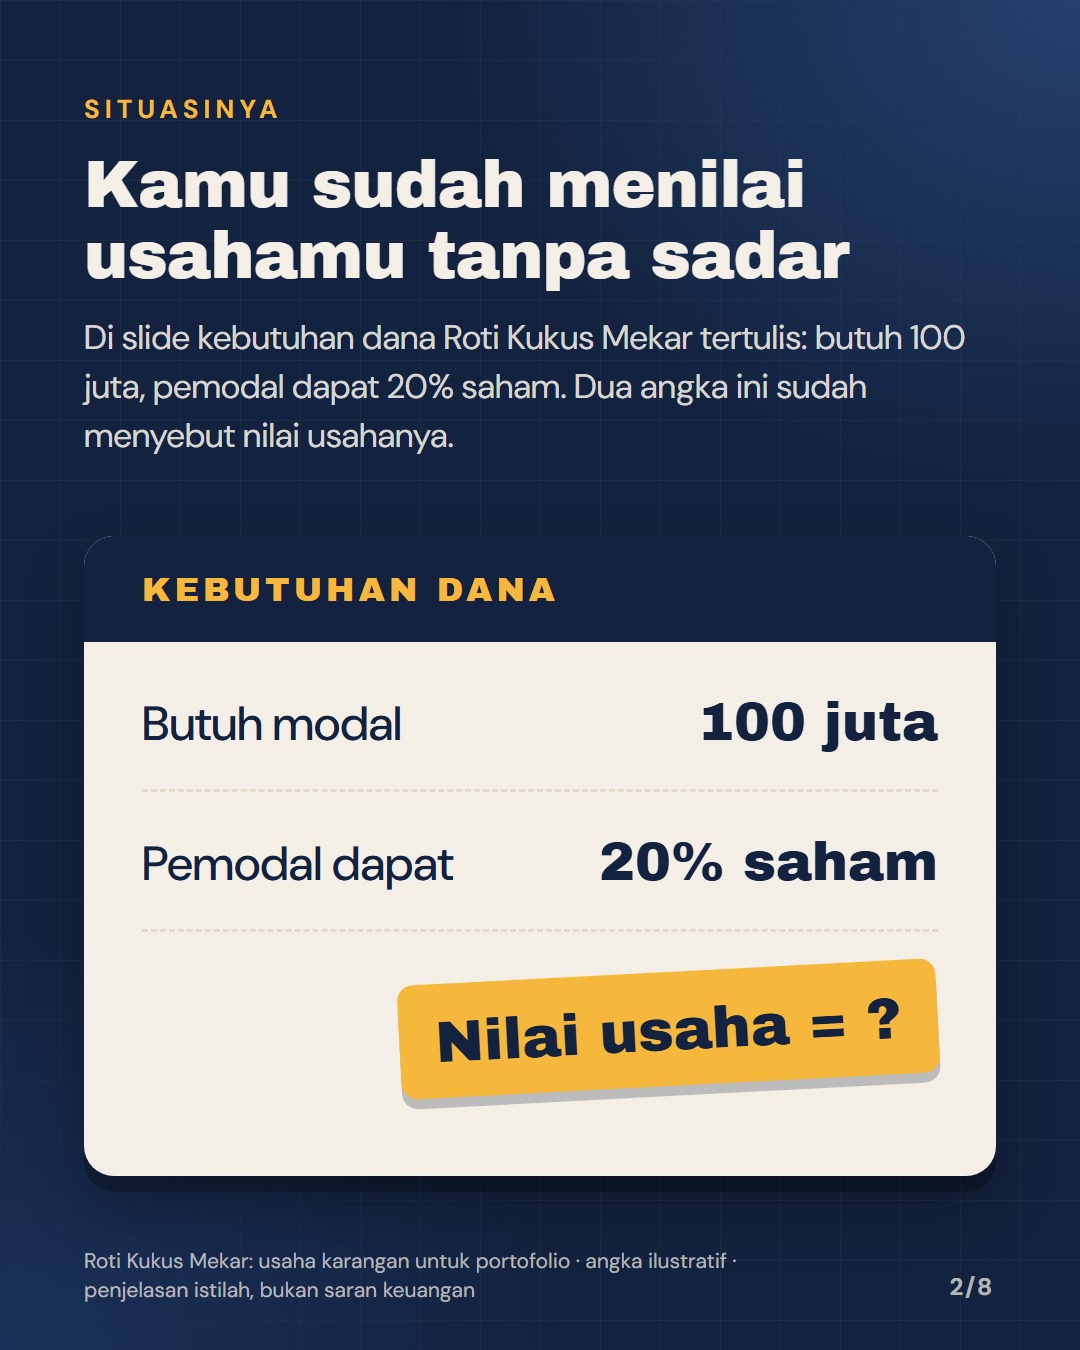 SITUASINYA
Kamu sudah menilai
usahamu tanpa sadar
Di slide kebutuhan dana Roti Kukus Mekar tertulis: butuh 100
juta, pemodal dapat 20% saham. Dua angka ini sudah
menyebut nilai usahanya.
KEBUTUHAN DANA
Butuh modal 100 juta
Pemodal dapat 20% saham
Nilai usaha = ?
Roti Kukus Mekar: usaha karangan untuk portofolio · angka ilustratif ·
penjelasan istilah, bukan saran keuangan
2/8